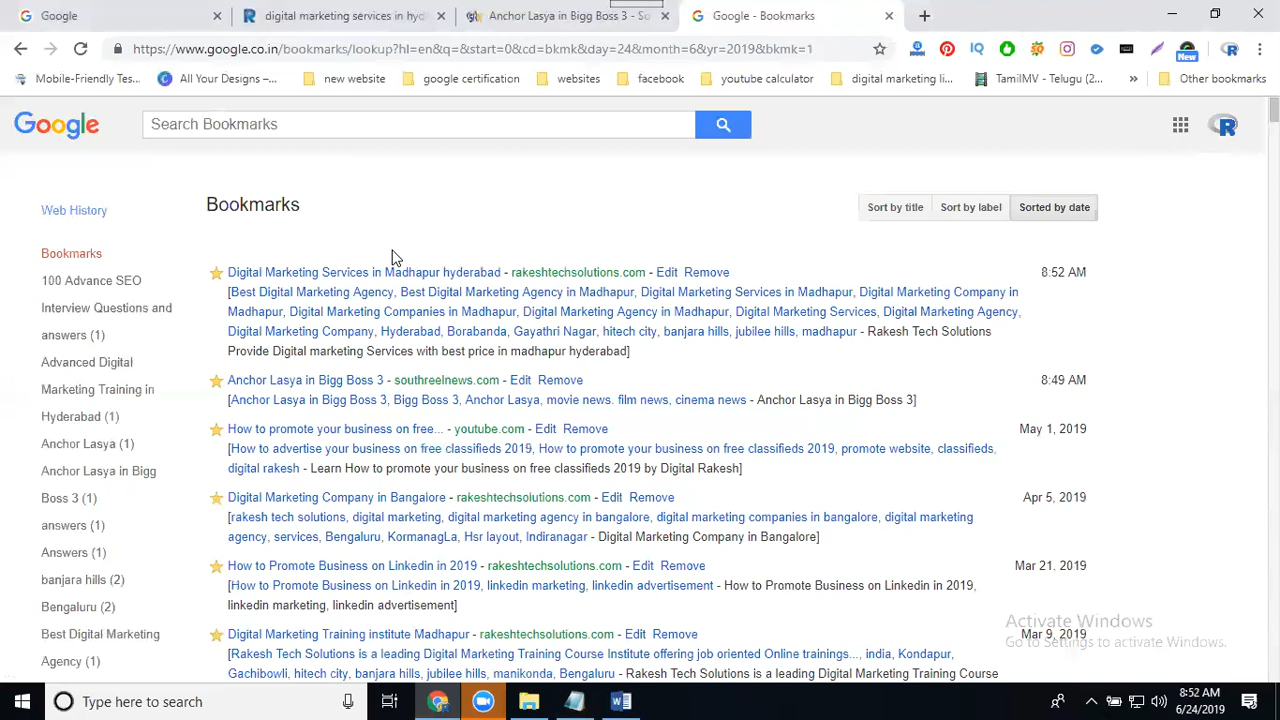 Google
digital marketing services in hyd
Anchor Lasya in Bigg Boss 3 - So
Google - Bookmarks
https://www.google.co.in/bookmarks/lookup?hl=en&q=&start=0&cd=bkmk&day=24&month=6&yr=2019&bkmk=1
New
Mobile-Friendly Tes...
All Your Designs –...
new website
google certification
websites
facebook
youtube calculator
digital marketing li...
TamilMV - Telugu (2...
Other bookmarks
Google
Search Bookmarks
Web History
Bookmarks
Sort by title
Sort by label
Sorted by date
Bookmarks
100 Advance SEO
Interview Questions and
answers (1)
Advanced Digital
Marketing Training in
Hyderabad (1)
Anchor Lasya (1)
Anchor Lasya in Bigg
Boss 3 (1)
answers (1)
Answers (1)
banjara hills (2)
Bengaluru (2)
Best Digital Marketing
Agency (1)
Digital Marketing Services in Madhapur hyderabad - rakeshtechsolutions.com - Edit Remove 8:52 AM
[Best Digital Marketing Agency, Best Digital Marketing Agency in Madhapur, Digital Marketing Services in Madhapur, Digital Marketing Company in
Madhapur, Digital Marketing Companies in Madhapur, Digital Marketing Agency in Madhapur, Digital Marketing Services, Digital Marketing Agency,
Digital Marketing Company, Hyderabad, Borabanda, Gayathri Nagar, hitech city, banjara hills, jubilee hills, madhapur - Rakesh Tech Solutions
Provide Digital marketing Services with best price in madhapur hyderabad]
Anchor Lasya in Bigg Boss 3 - southreelnews.com - Edit Remove 8:49 AM
[Anchor Lasya in Bigg Boss 3, Bigg Boss 3, Anchor Lasya, movie news. film news, cinema news - Anchor Lasya in Bigg Boss 3]
How to promote your business on free... - youtube.com - Edit Remove May 1, 2019
[How to advertise your business on free classifieds 2019, How to promote your business on free classifieds 2019, promote website, classifieds,
digital rakesh - Learn How to promote your business on free classifieds 2019 by Digital Rakesh]
Digital Marketing Company in Bangalore - rakeshtechsolutions.com - Edit Remove Apr 5, 2019
[rakesh tech solutions, digital marketing, digital marketing agency in bangalore, digital marketing companies in bangalore, digital marketing
agency, services, Bengaluru, KormanagLa, Hsr layout, Indiranagar - Digital Marketing Company in Bangalore]
How to Promote Business on Linkedin in 2019 - rakeshtechsolutions.com - Edit Remove Mar 21, 2019
[How to Promote Business on Linkedin in 2019, linkedin marketing, linkedin advertisement - How to Promote Business on Linkedin in 2019,
linkedin marketing, linkedin advertisement]
Digital Marketing Training institute Madhapur - rakeshtechsolutions.com - Edit Remove Mar 9, 2019
[Rakesh Tech Solutions is a leading Digital Marketing Training Course Institute offering job oriented Online trainings..., india, Kondapur,
Gachibowli, hitech city, banjara hills, jubilee hills, manikonda, Bengaluru - Rakesh Tech Solutions is a leading Digital Marketing Training Course
Activate Windows
Go to Settings to activate Windows.
Type here to search
8:52 AM
6/24/2019